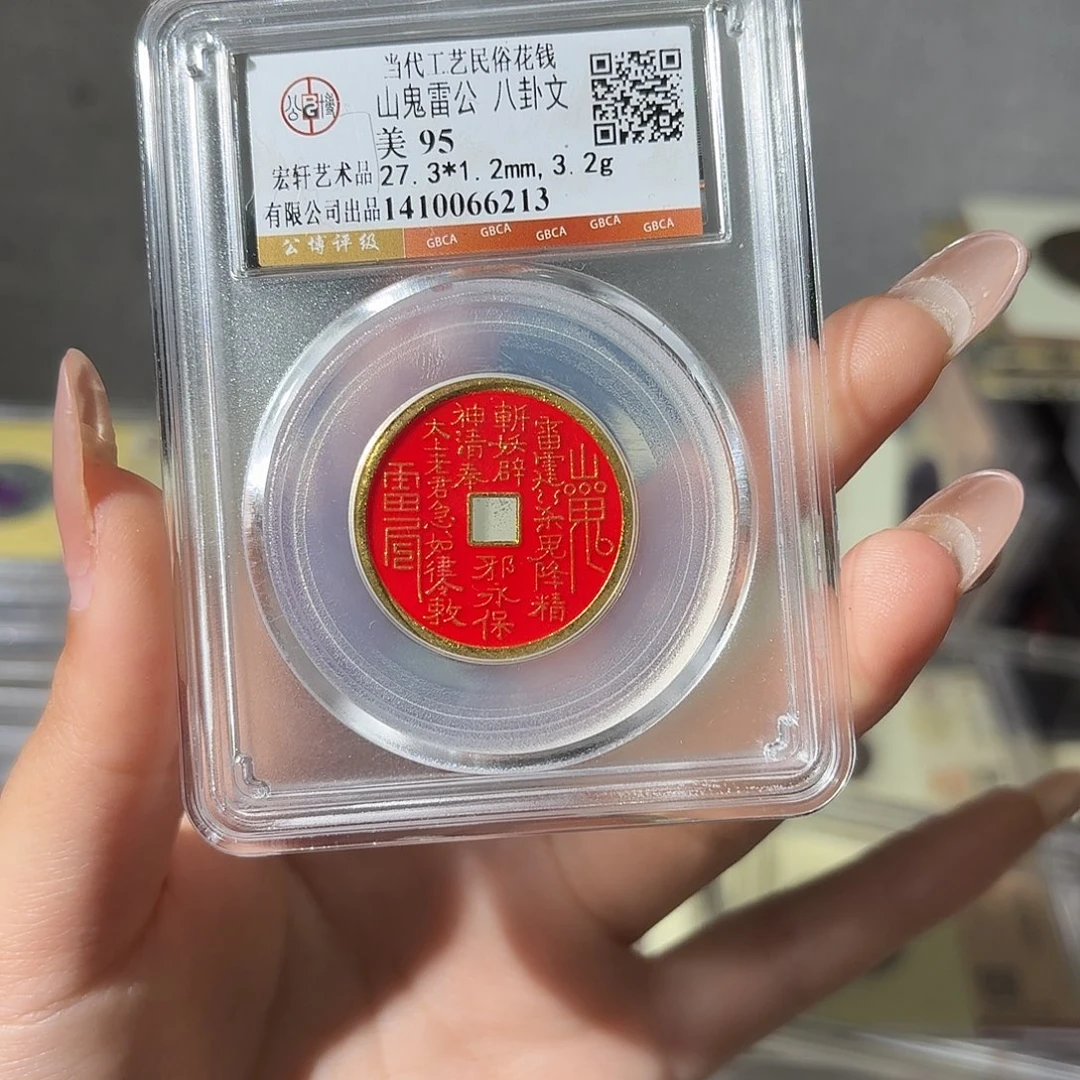 当代工艺民俗花钱
山鬼雷公 八卦文
美 95
宏轩艺术品 27.3*1.2mm, 3.2g
有限公司出品 1410066213
公博评级 GBCA GBCA GBCA GBCA GBCA
山鬼
雷霆杀鬼降精
斬妖辟邪永保
神清奉
太上老君急如律令敕